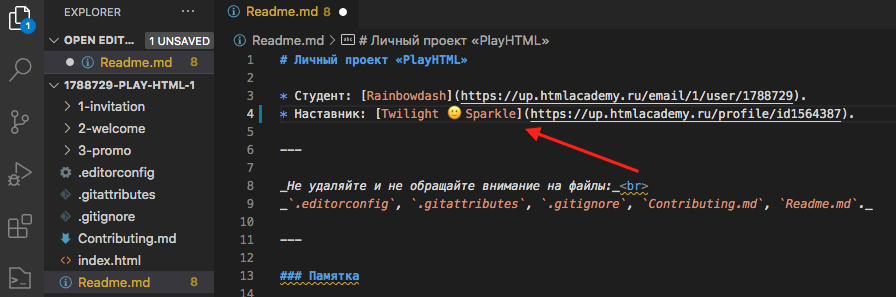 EXPLORER
OPEN EDIT... 1 UNSAVED
Readme.md 8
1788729-PLAY-HTML-1
1-invitation
2-welcome
3-promo
.editorconfig
.gitattributes
.gitignore
Contributing.md
index.html
Readme.md 8
1
Readme.md 8
Readme.md > # Личный проект «PlayHTML»
1 # Личный проект «PlayHTML»
2
3 * Студент: [Rainbowdash](https://up.htmlacademy.ru/email/1/user/1788729).
4 * Наставник: [Twilight 🙂 Sparkle](https://up.htmlacademy.ru/profile/id1564387).
5
6 ---
7
8 _Не удаляйте и не обращайте внимание на файлы:_<br>
9 _`.editorconfig`, `.gitattributes`, `.gitignore`, `Contributing.md`, `Readme.md`._
10
11 ---
12
13 ### Памятка
14